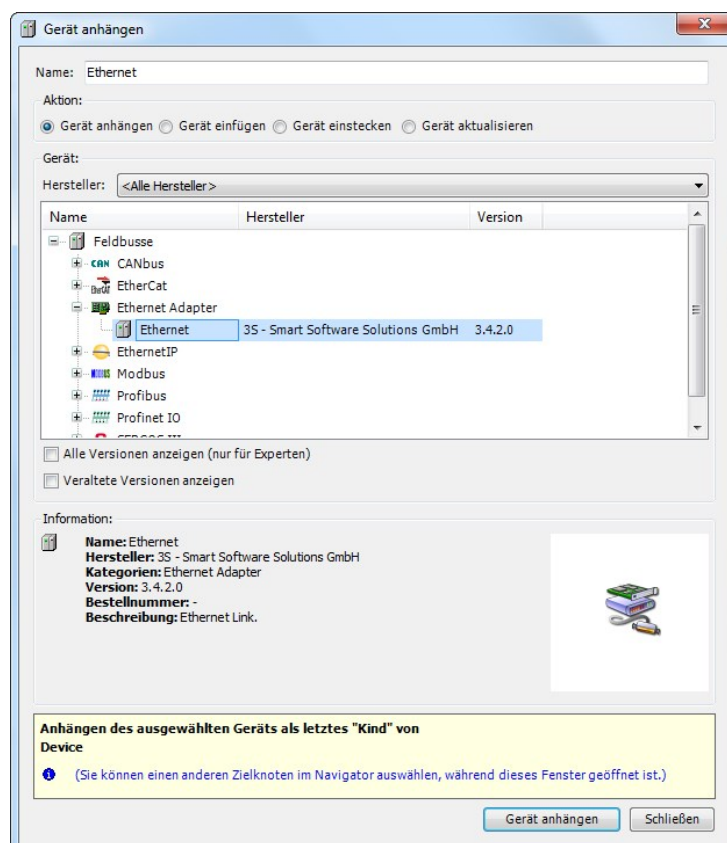 Gerät anhängen
Name: Ethernet
Aktion:
Gerät anhängen Gerät einfügen Gerät einstecken Gerät aktualisieren
Gerät:
Hersteller: <Alle Hersteller>
Name Hersteller Version
Feldbusse
CAN CANbus
EtherCat
Ethernet Adapter
Ethernet 3S - Smart Software Solutions GmbH 3.4.2.0
EthernetIP
Modbus
Profibus
Profinet IO
Alle Versionen anzeigen (nur für Experten)
Veraltete Versionen anzeigen
Information:
Name: Ethernet
Hersteller: 3S - Smart Software Solutions GmbH
Kategorien: Ethernet Adapter
Version: 3.4.2.0
Bestellnummer: -
Beschreibung: Ethernet Link.
Anhängen des ausgewählten Geräts als letztes "Kind" von
Device
(Sie können einen anderen Zielknoten im Navigator auswählen, während dieses Fenster geöffnet ist.)
Gerät anhängen Schließen